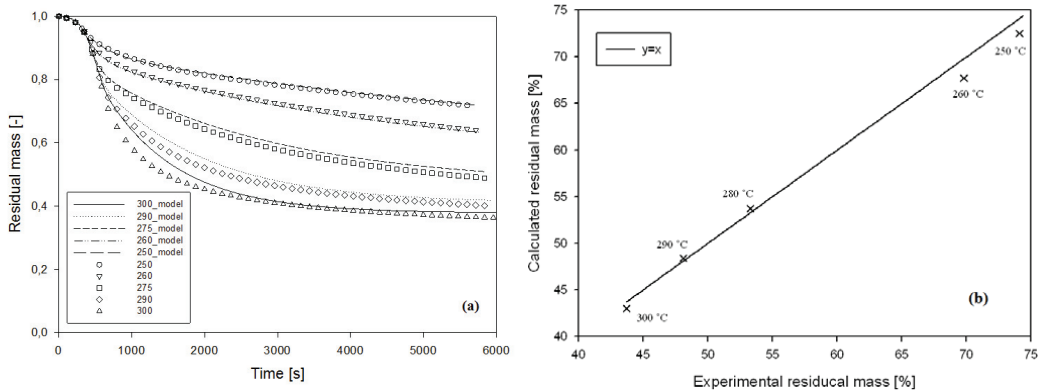 1,0
0,8
0,6
0,4
0,2
0,0
Residual mass [-]
300_model
290_model
275_model
260_model
250_model
250
260
275
290
300
(a)
0 1000 2000 3000 4000 5000 6000
Time [s]
(b)
75
70
65
60
55
50
45
40
Calculated residual mass [%]
y=x
250 °C
260 °C
280 °C
290 °C
300 °C
(b)
40 45 50 55 60 65 70 75
Experimental residucal mass [%]